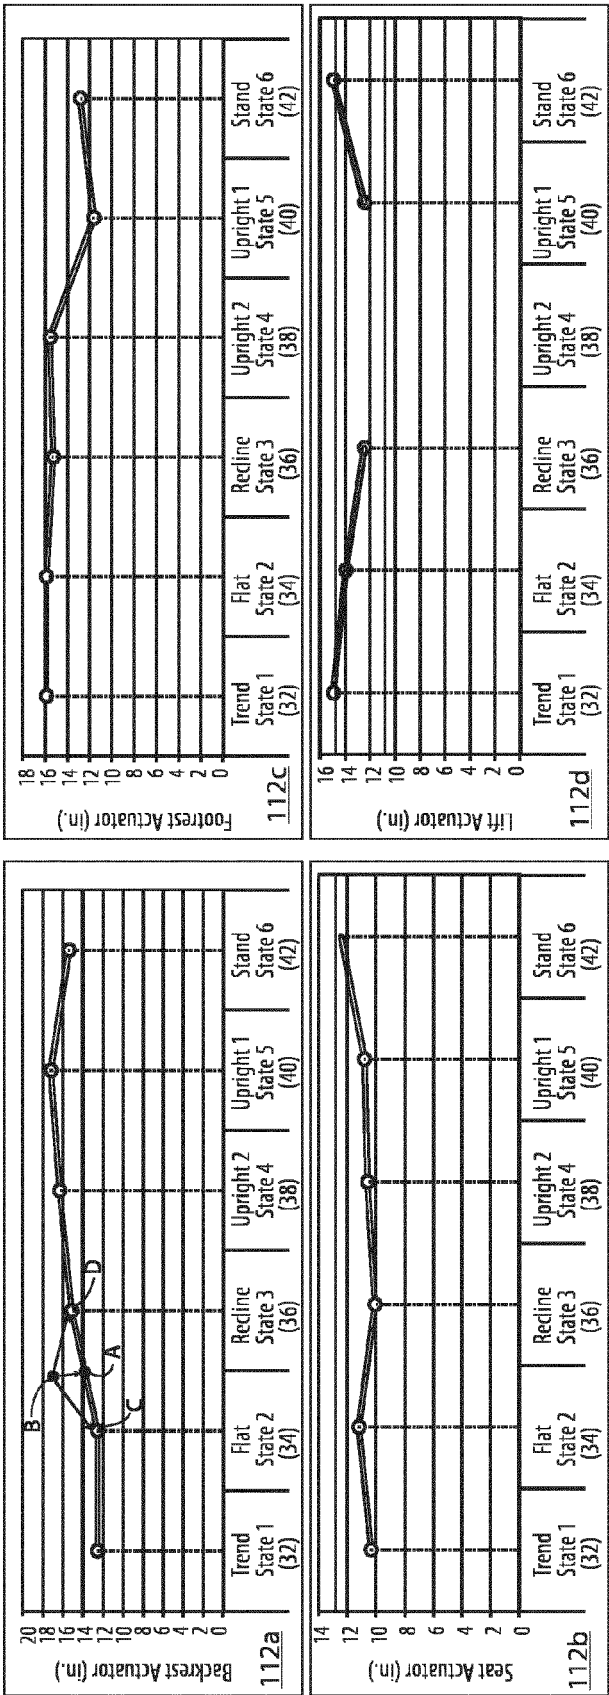 Backrest Actuator (in.)
20
18
16
14
12
10
8
6
4
2
0
B
A
C
D
Trend
State 1
(32)
Flat
State 2
(34)
Recline
State 3
(36)
Upright 2
State 4
(38)
Upright 1
State 5
(40)
Stand
State 6
(42)
112a
Seat Actuator (in.)
14
12
10
8
6
4
2
0
Trend
State 1
(32)
Flat
State 2
(34)
Recline
State 3
(36)
Upright 2
State 4
(38)
Upright 1
State 5
(40)
Stand
State 6
(42)
112b
Footrest Actuator (in.)
18
16
14
12
10
8
6
4
2
0
Trend
State 1
(32)
Flat
State 2
(34)
Recline
State 3
(36)
Upright 2
State 4
(38)
Upright 1
State 5
(40)
Stand
State 6
(42)
112c
Lift Actuator (in.)
16
14
12
10
8
6
4
2
0
Trend
State 1
(32)
Flat
State 2
(34)
Recline
State 3
(36)
Upright 2
State 4
(38)
Upright 1
State 5
(40)
Stand
State 6
(42)
112d